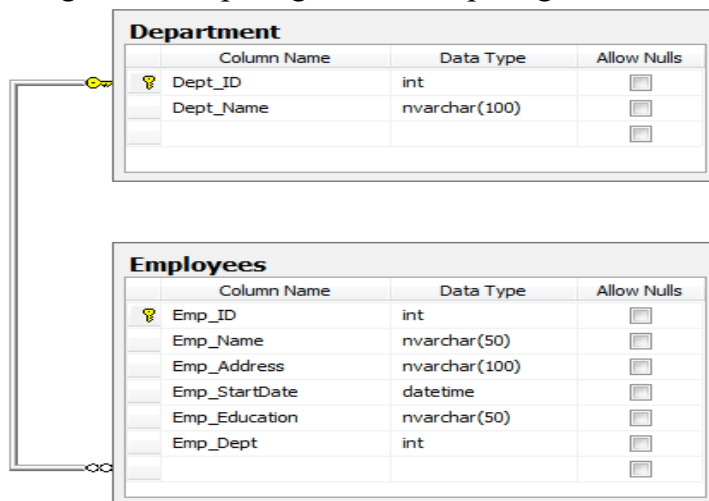 Department
Column Name Data Type Allow Nulls
Dept_ID int
Dept_Name nvarchar(100)
Employees
Column Name Data Type Allow Nulls
Emp_ID int
Emp_Name nvarchar(50)
Emp_Address nvarchar(100)
Emp_StartDate datetime
Emp_Education nvarchar(50)
Emp_Dept int